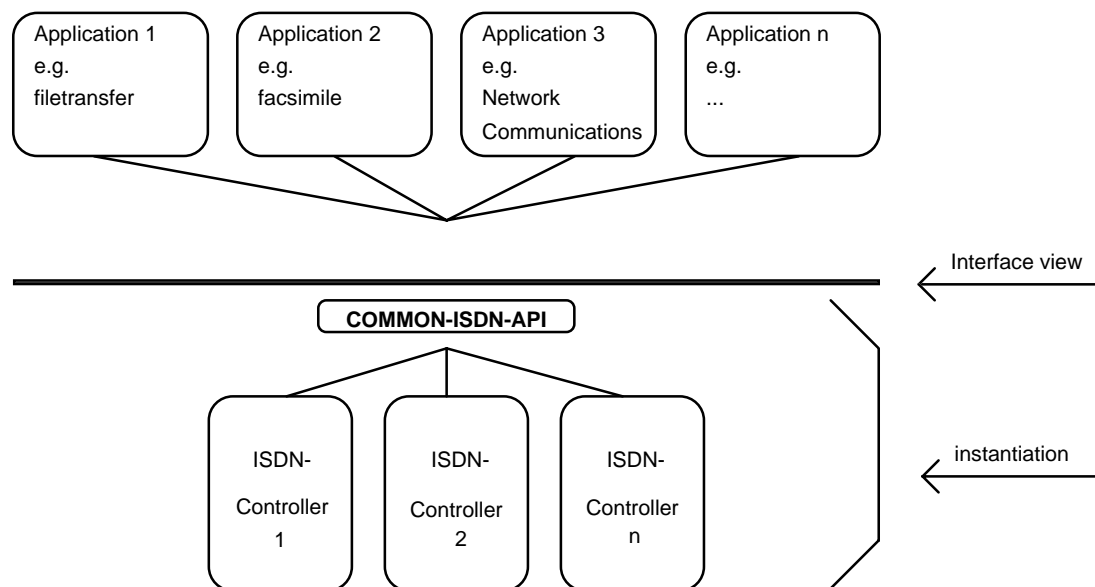 Application 1
e.g.
filetransfer
Application 2
e.g.
facsimile
Application 3
e.g.
Network
Communications
Application n
e.g.
...
Interface view
COMMON-ISDN-API
ISDN-
Controller
1
ISDN-
Controller
2
ISDN-
Controller
n
instantiation